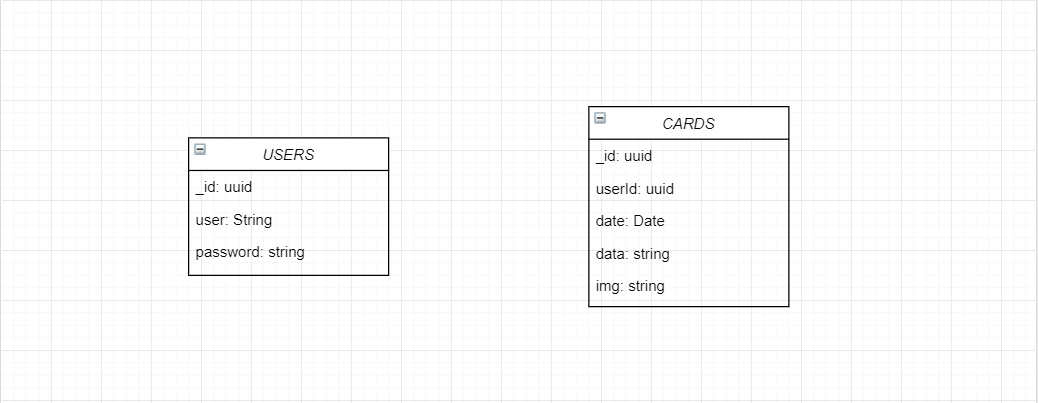 USERS
_id: uuid
user: String
password: string
CARDS
_id: uuid
userId: uuid
date: Date
data: string
img: string